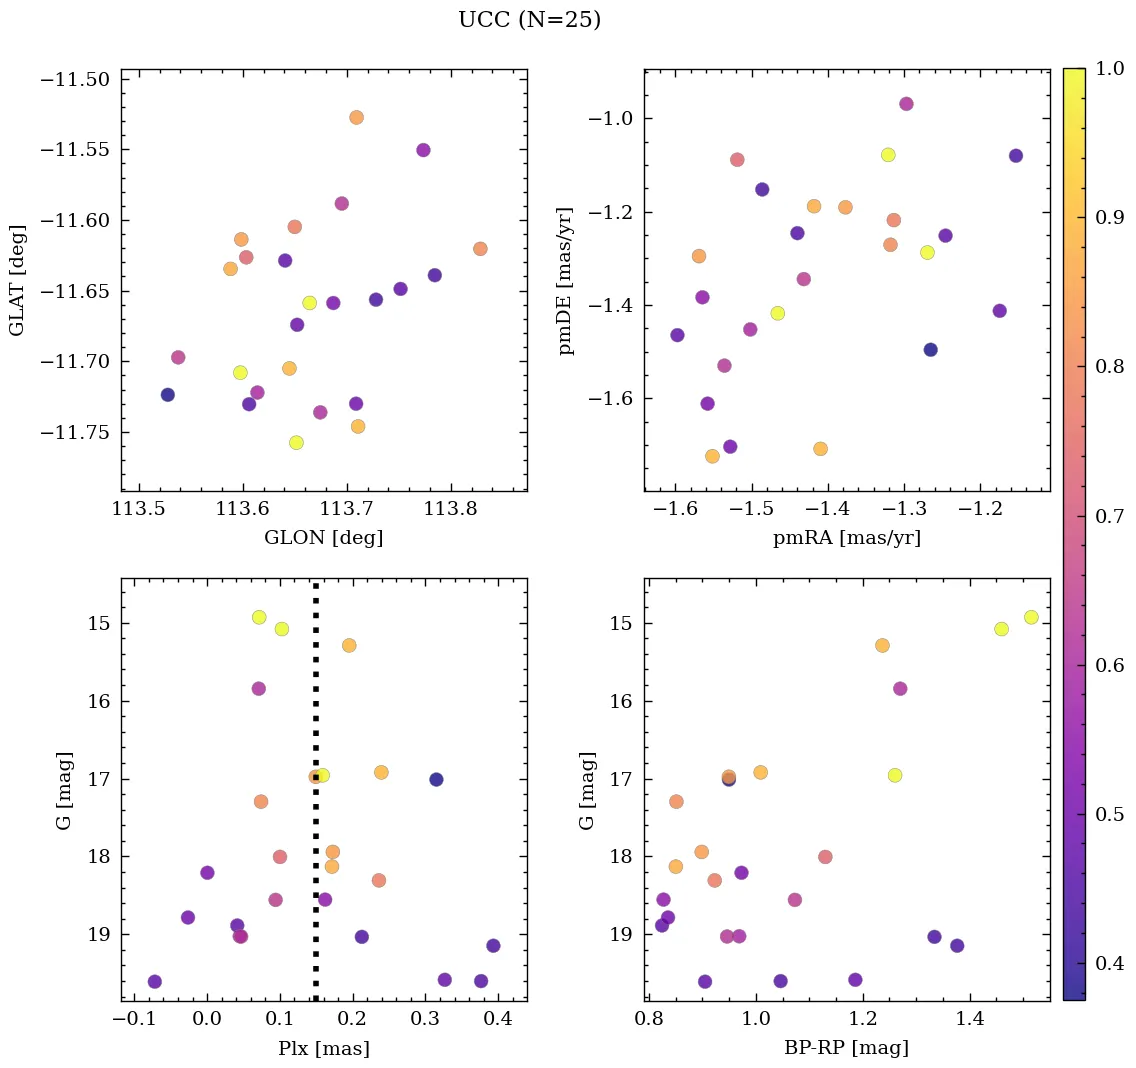 UCC (N=25)
−11.50
−11.55
−11.60
−11.65
−11.70
−11.75
GLAT [deg]
113.5 113.6 113.7 113.8
GLON [deg]
−1.0
−1.2
−1.4
−1.6
pmDE [mas/yr]
−1.6 −1.5 −1.4 −1.3 −1.2
pmRA [mas/yr]
15
16
17
18
19
G [mag]
−0.1 0.0 0.1 0.2 0.3 0.4
Plx [mas]
15
16
17
18
19
G [mag]
0.8 1.0 1.2 1.4
BP-RP [mag]
1.0
0.9
0.8
0.7
0.6
0.5
0.4